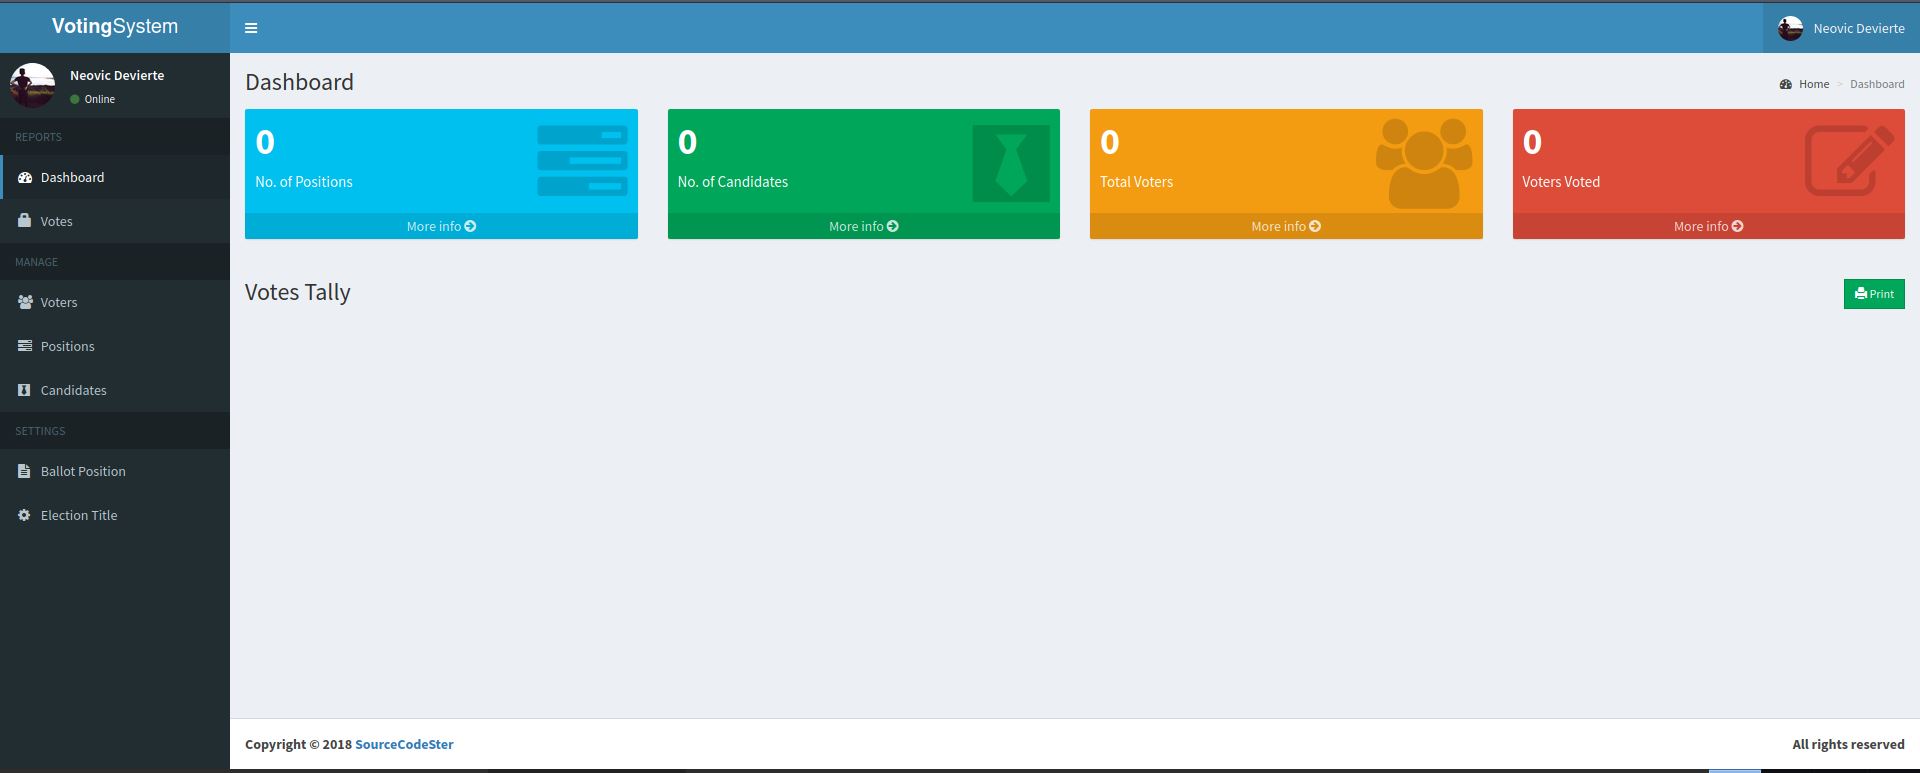 VotingSystem
Neovic Devierte
Neovic Devierte
Online
REPORTS
Dashboard
Votes
MANAGE
Voters
Positions
Candidates
SETTINGS
Ballot Position
Election Title
Dashboard
Home > Dashboard
0
No. of Positions
More info
0
No. of Candidates
More info
0
Total Voters
More info
0
Voters Voted
More info
Votes Tally
Print
Copyright © 2018 SourceCodeSter
All rights reserved